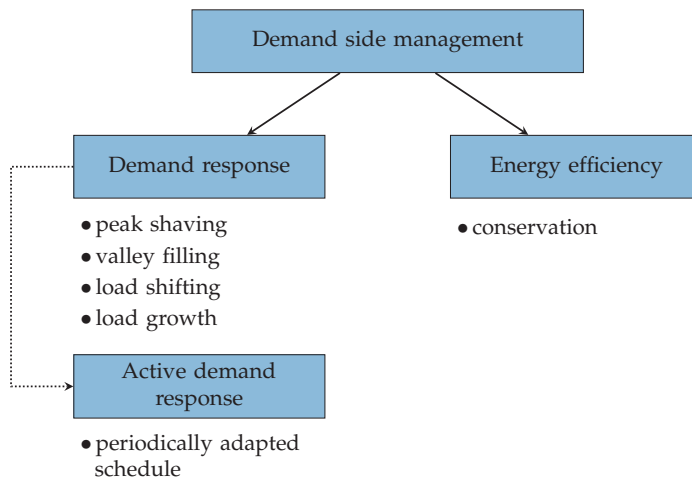 Demand side management
Demand response
Energy efficiency
• peak shaving
• valley filling
• load shifting
• load growth
• conservation
Active demand
response
• periodically adapted
schedule